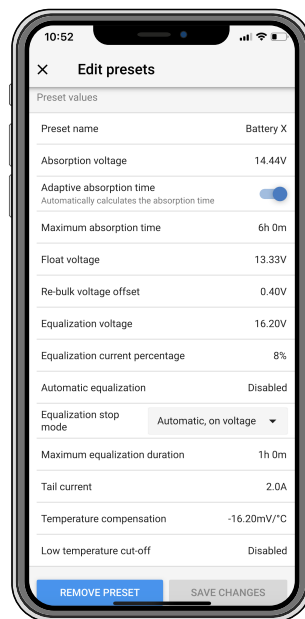 10:52
Edit presets
Preset values
Preset name Battery X
Absorption voltage 14.44V
Adaptive absorption time
Automatically calculates the absorption time
Maximum absorption time 6h 0m
Float voltage 13.33V
Re-bulk voltage offset 0.40V
Equalization voltage 16.20V
Equalization current percentage 8%
Automatic equalization Disabled
Equalization stop
mode Automatic, on voltage
Maximum equalization duration 1h 0m
Tail current 2.0A
Temperature compensation -16.20mV/°C
Low temperature cut-off Disabled
REMOVE PRESET SAVE CHANGES